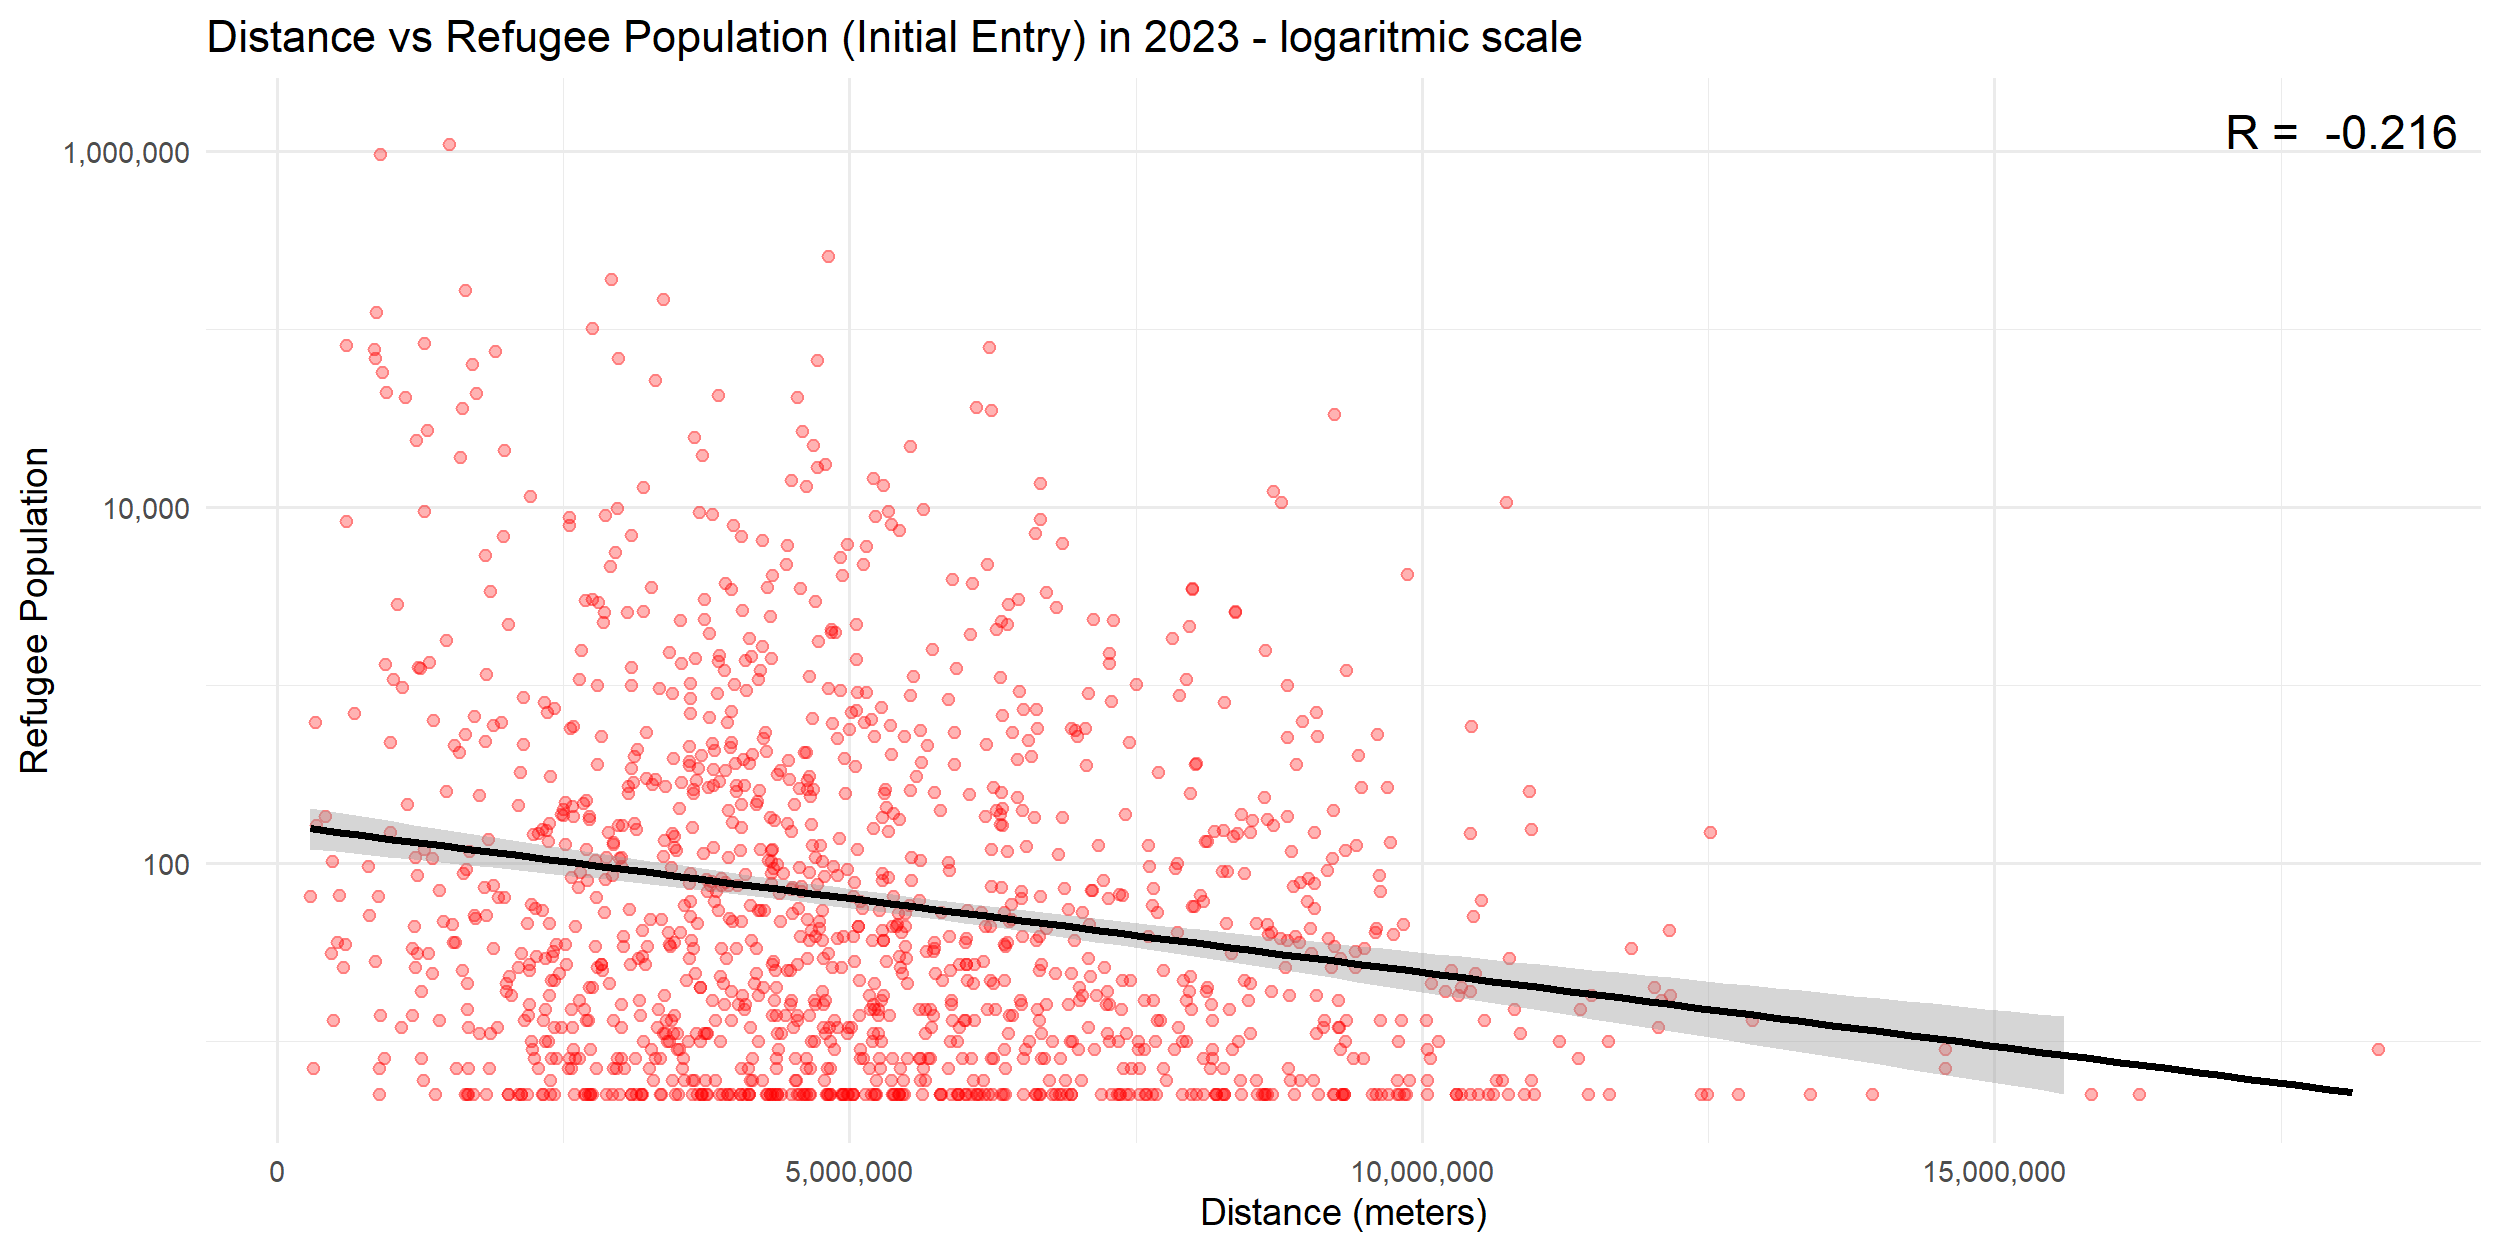 Distance vs Refugee Population (Initial Entry) in 2023 - logaritmic scale
R = -0.216
1,000,000
10,000
100
Refugee Population
0
5,000,000
10,000,000
15,000,000
Distance (meters)